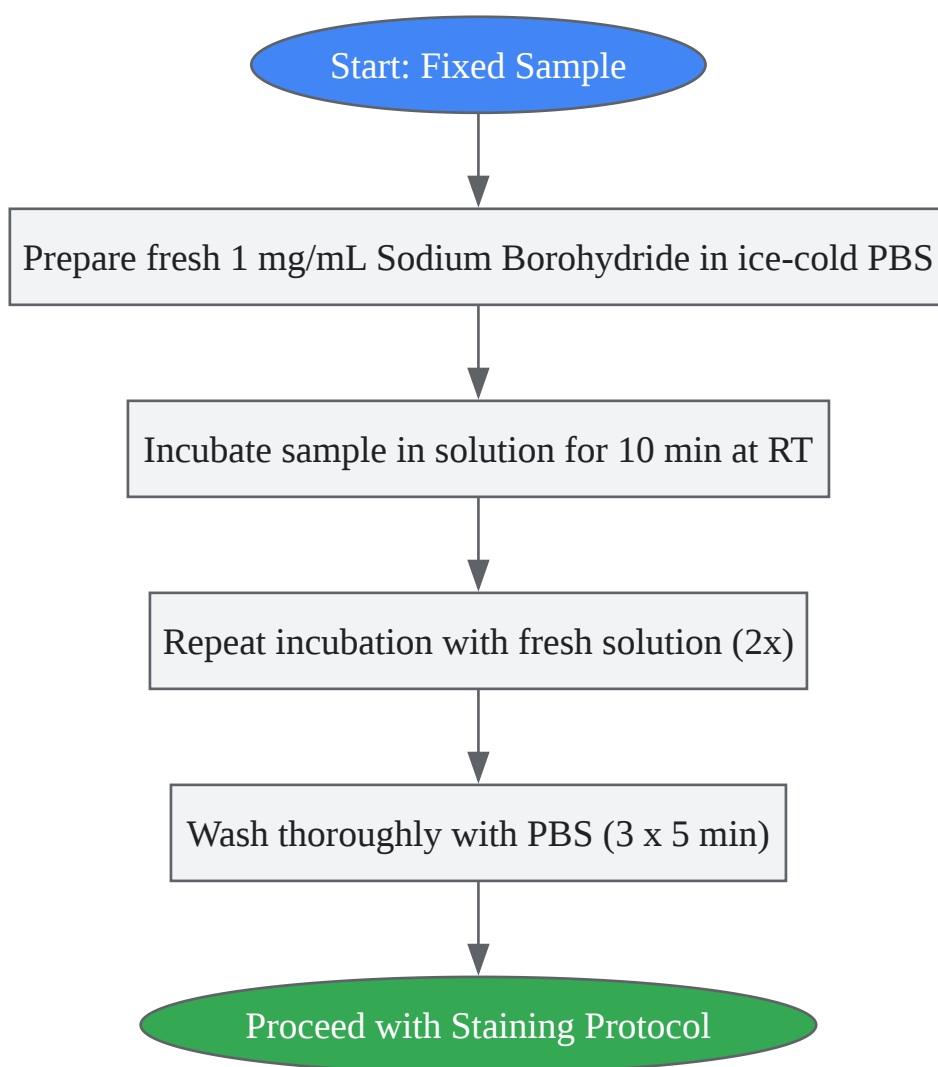 Start: Fixed Sample
Prepare fresh 1 mg/mL Sodium Borohydride in ice-cold PBS
Incubate sample in solution for 10 min at RT
Repeat incubation with fresh solution (2x)
Wash thoroughly with PBS (3 x 5 min)
Proceed with Staining Protocol